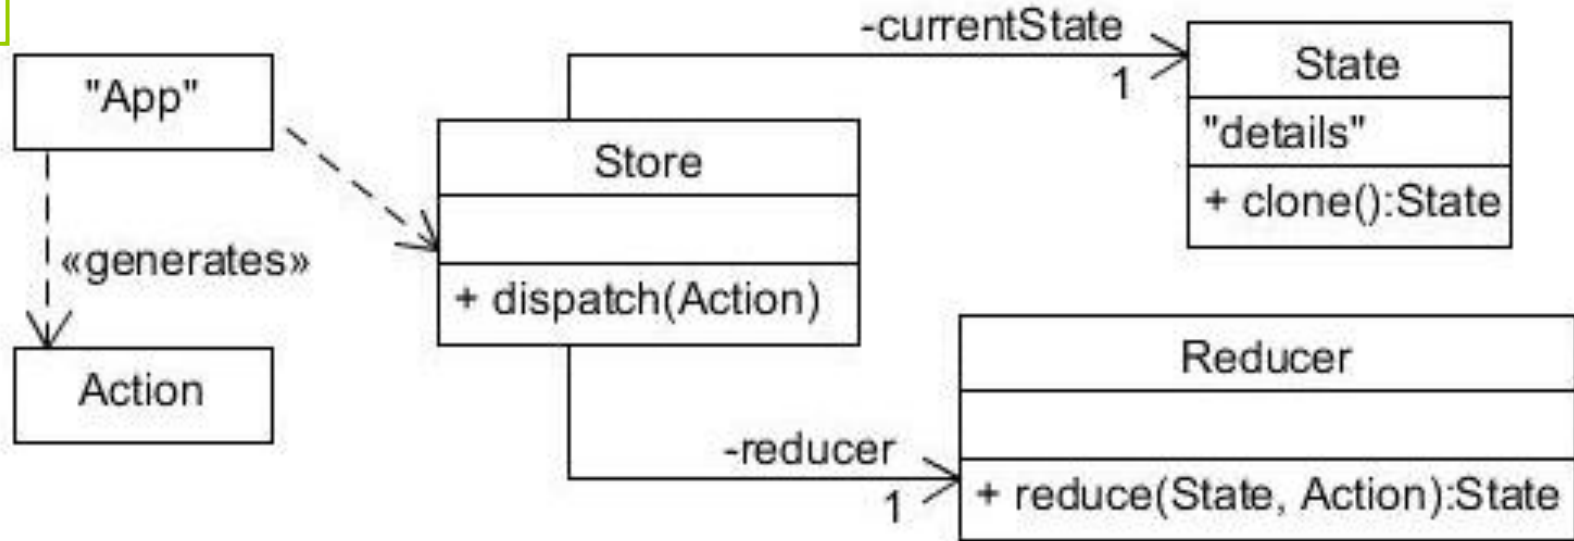 "App"
«generates»
Action
Store
+ dispatch(Action)
-currentState
1
State
"details"
+ clone():State
-reducer
1
Reducer
+ reduce(State, Action):State